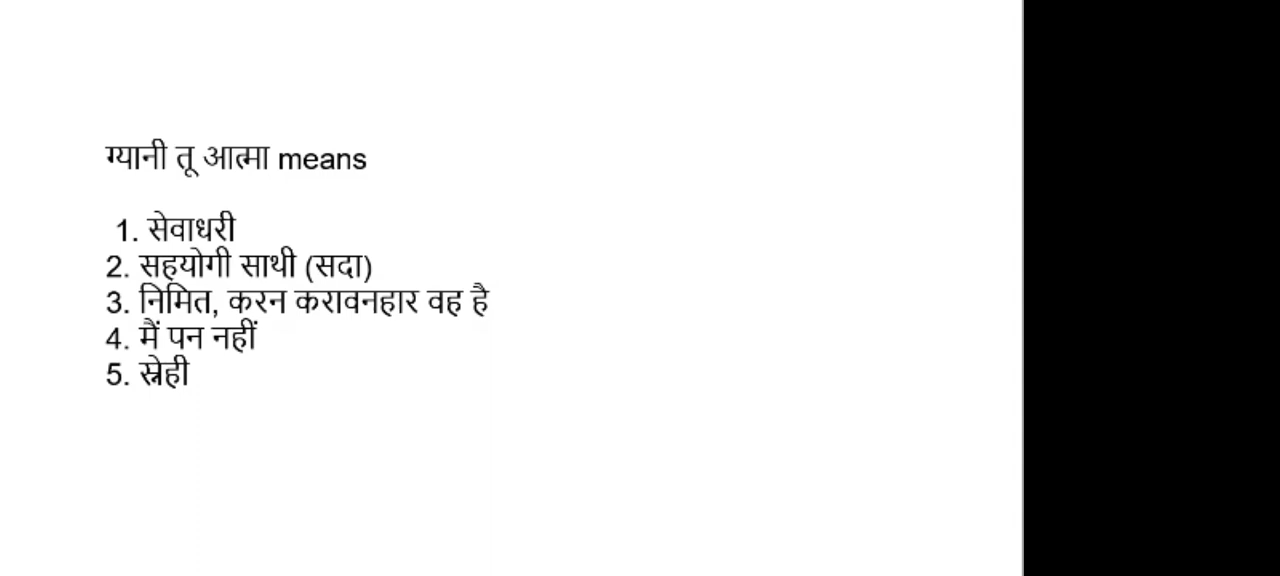 ग्यानी तू आत्मा means
1. सेवाधरी
2. सहयोगी साथी (सदा)
3. निमित, करन करावनहार वह है
4. मैं पन नहीं
5. स्नेही